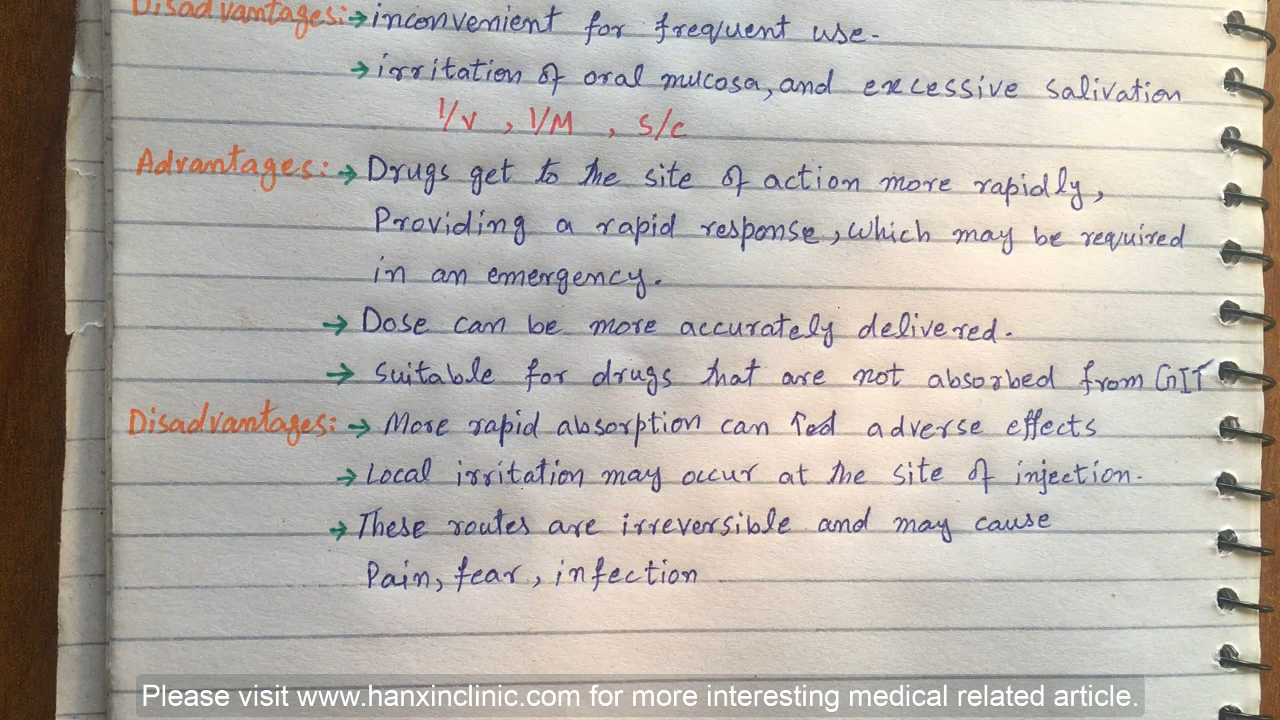 Disadvantages:→inconvenient for frequent use.
→irritation of oral mucosa, and excessive salivation
I/V , I/M , S/C
Advantages:→ Drugs get to the site of action more rapidly,
Providing a rapid response, which may be required
in an emergency.
→ Dose can be more accurately delivered.
→ Suitable for drugs that are not absorbed from GIT
Disadvantages:→ More rapid absorption can ↑ed adverse effects
→Local irritation may occur at the site of injection.
→These routes are irreversible and may cause
Pain, fear, infection
Please visit www.hanxinclinic.com for more interesting medical related article.